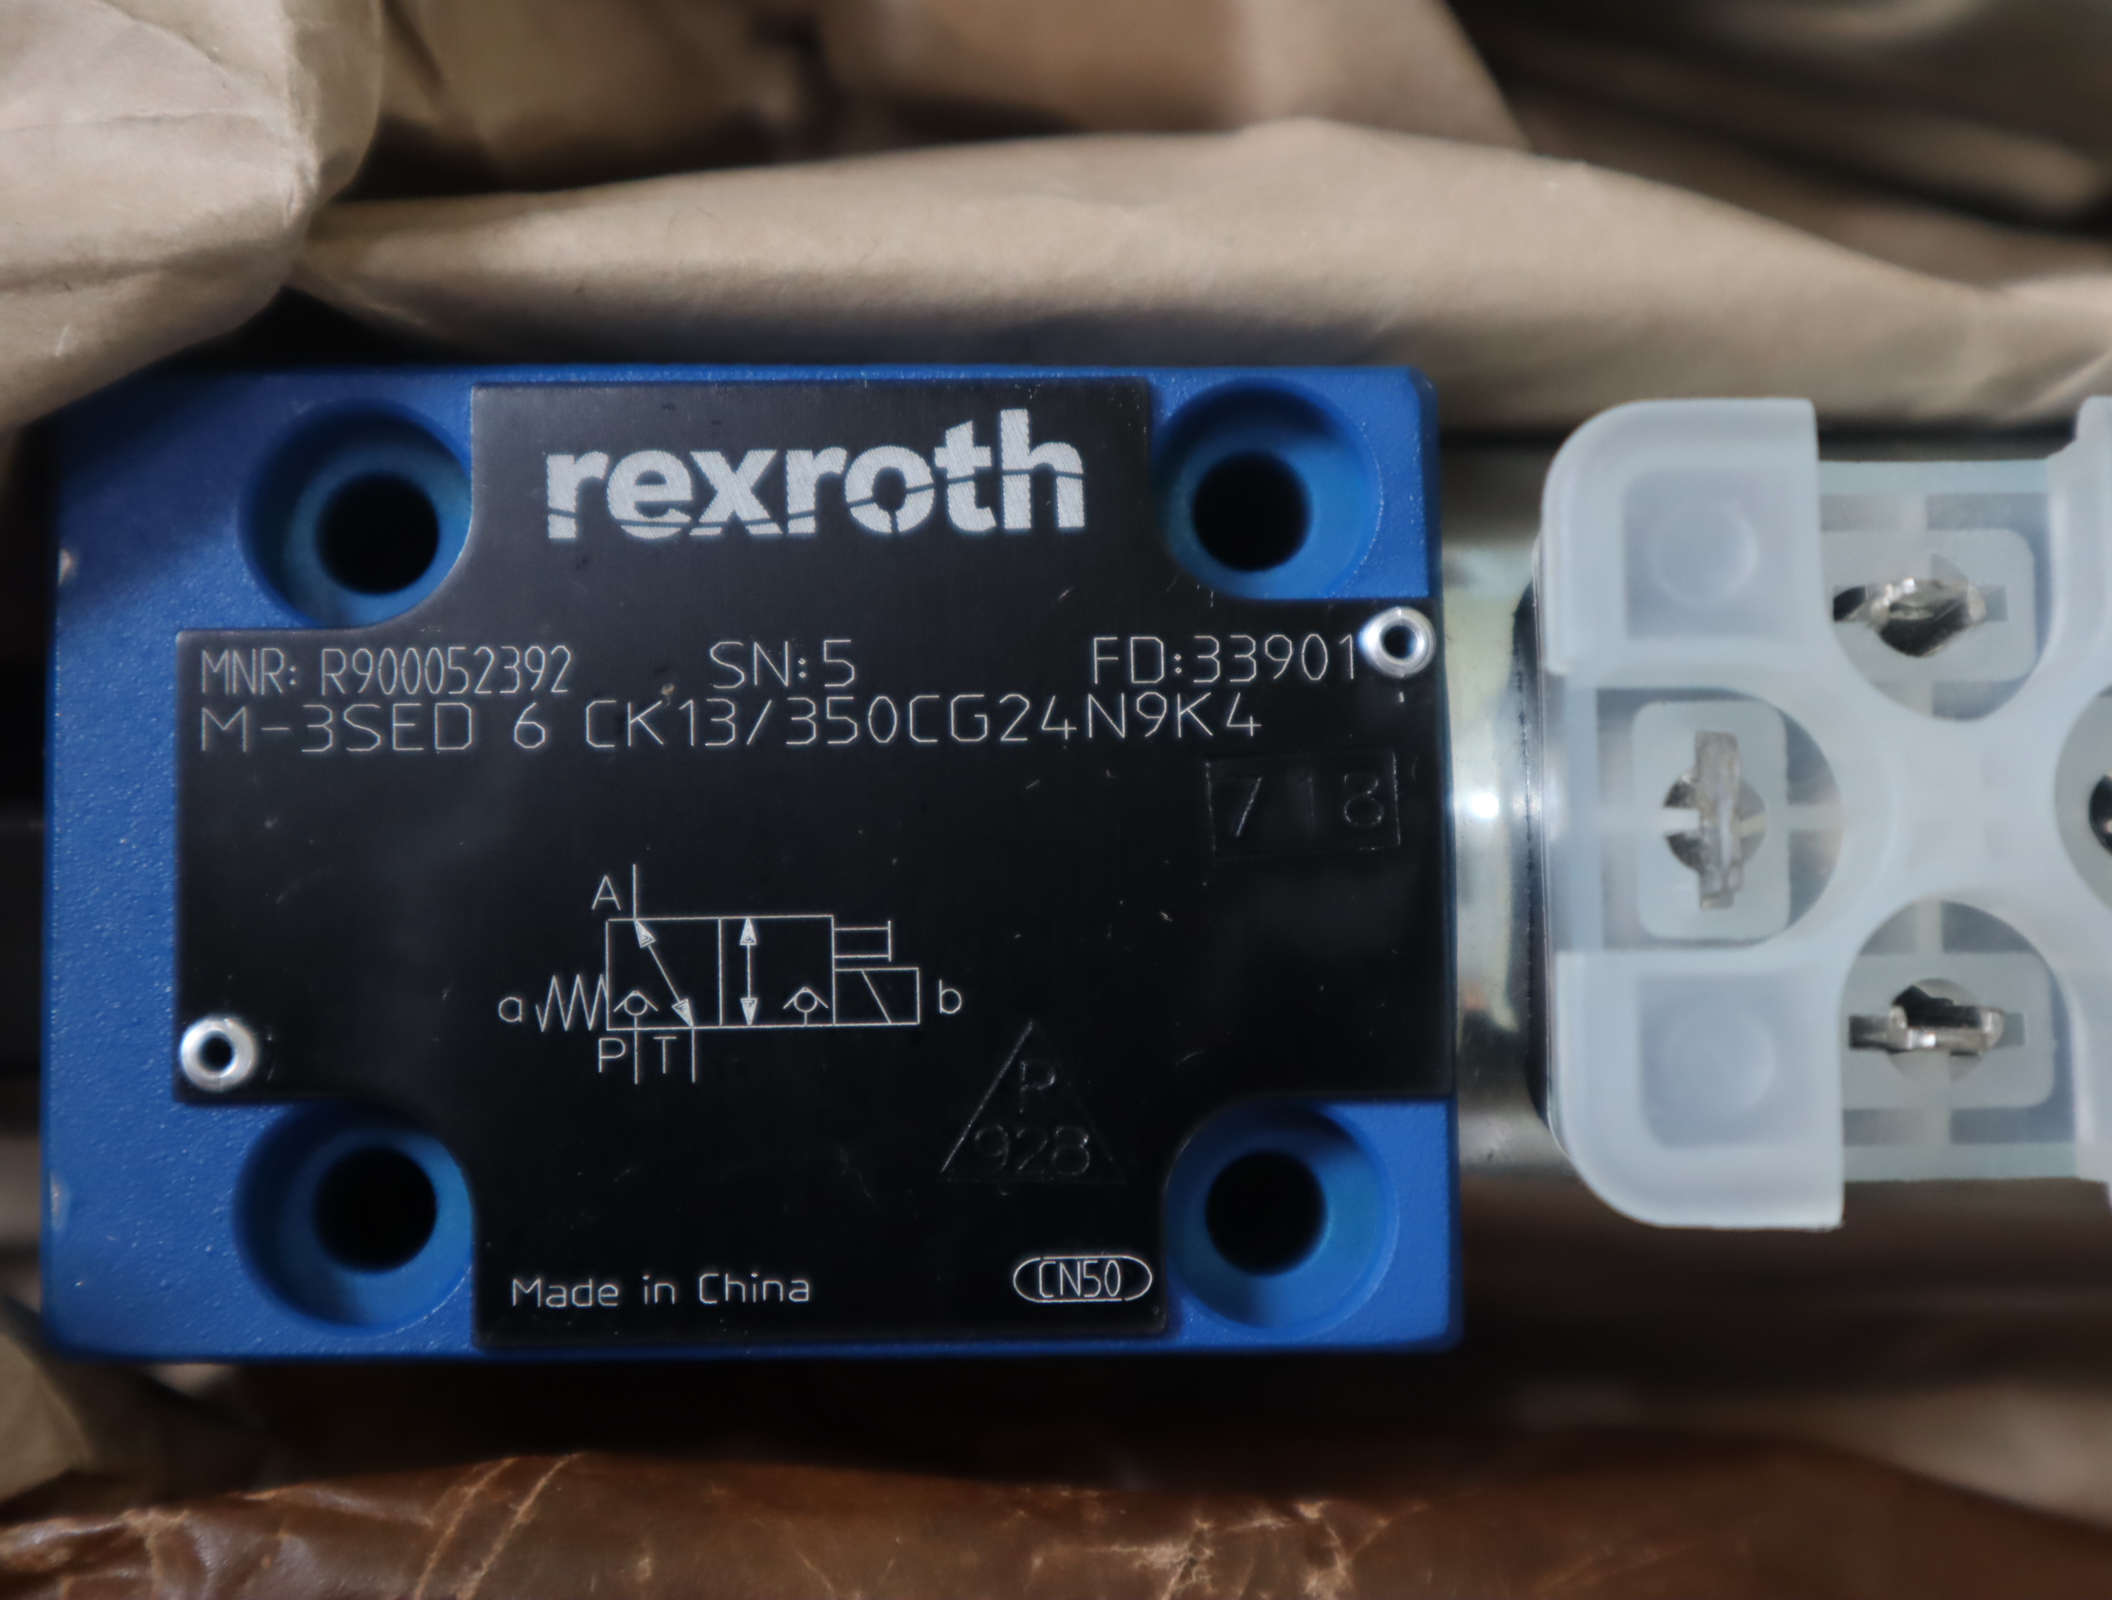 rexroth
MNR: R900052392 SN:5 FD:33901
M-3SED 6 CK13/350CG24N9K4
718
A
a b
P T
P
928
Made in China CN50